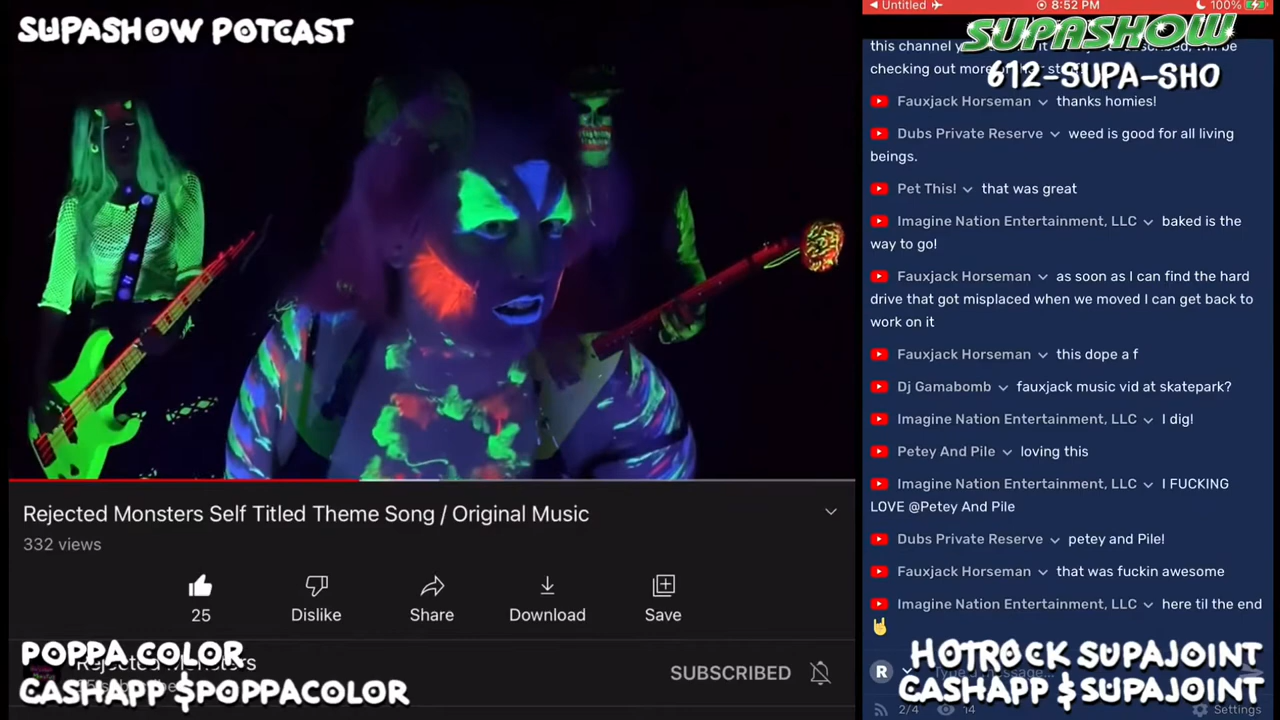 SUPASHOW POTCAST
Rejected Monsters Self Titled Theme Song / Original Music
332 views
25
Dislike
Share
Download
Save
Rejected Monsters
SUBSCRIBED
POPPA COLOR
CASHAPP $POPPACOLOR
Untitled
8:52 PM
100%
SUPASHOW
612-SUPA-SHO
this channel
checking out more
Fauxjack Horseman thanks homies!
Dubs Private Reserve weed is good for all living
beings.
Pet This! that was great
Imagine Nation Entertainment, LLC baked is the
way to go!
Fauxjack Horseman as soon as I can find the hard
drive that got misplaced when we moved I can get back to
work on it
Fauxjack Horseman this dope a f
Dj Gamabomb fauxjack music vid at skatepark?
Imagine Nation Entertainment, LLC I dig!
Petey And Pile loving this
Imagine Nation Entertainment, LLC I FUCKING
LOVE @Petey And Pile
Dubs Private Reserve petey and Pile!
Fauxjack Horseman that was fuckin awesome
Imagine Nation Entertainment, LLC here til the end
🤘
R
HOTROCK SUPAJOINT
CASHAPP $SUPAJOINT
2/4
14
Settings